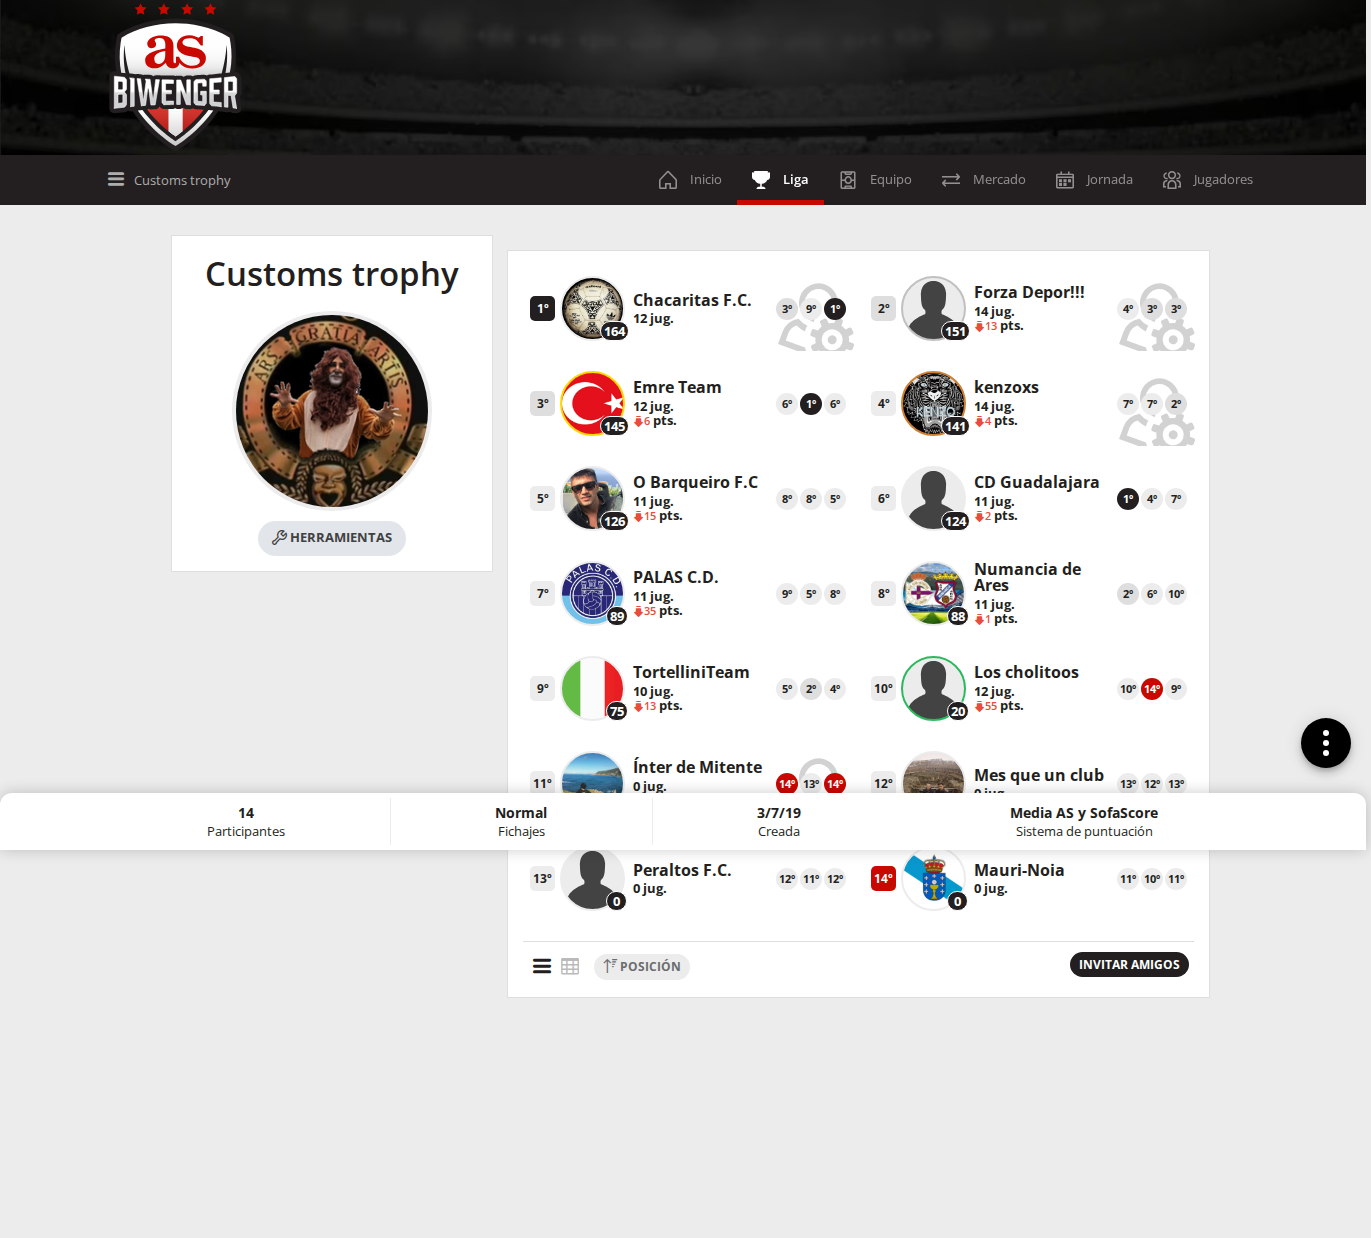 as
BIWENGER
Customs trophy
Inicio
Liga
Equipo
Mercado
Jornada
Jugadores
Customs trophy
ARS GRATIA ARTIS
HERRAMIENTAS
1º
164
Chacaritas F.C.
12 jug.
3º 9º 1º
2º
151
Forza Depor!!!
14 jug.
13 pts.
4º 3º 3º
3º
145
Emre Team
12 jug.
6 pts.
6º 1º 6º
4º
KENZO
141
kenzoxs
14 jug.
4 pts.
7º 7º 2º
5º
126
O Barqueiro F.C
11 jug.
15 pts.
8º 8º 5º
6º
124
CD Guadalajara
11 jug.
2 pts.
1º 4º 7º
7º
PALAS C.D.
89
PALAS C.D.
11 jug.
35 pts.
9º 5º 8º
8º
88
Numancia de
Ares
11 jug.
1 pts.
2º 6º 10º
9º
75
TortelliniTeam
10 jug.
13 pts.
5º 2º 4º
10º
20
Los cholitoos
12 jug.
55 pts.
10º 14º 9º
11º
Ínter de Mitente
0 jug.
14º 13º 14º
12º
Mes que un club
0 jug.
13º 12º 13º
14
Participantes
Normal
Fichajes
3/7/19
Creada
Media AS y SofaScore
Sistema de puntuación
13º
0
Peraltos F.C.
0 jug.
12º 11º 12º
14º
0
Mauri-Noia
0 jug.
11º 10º 11º
POSICIÓN
INVITAR AMIGOS